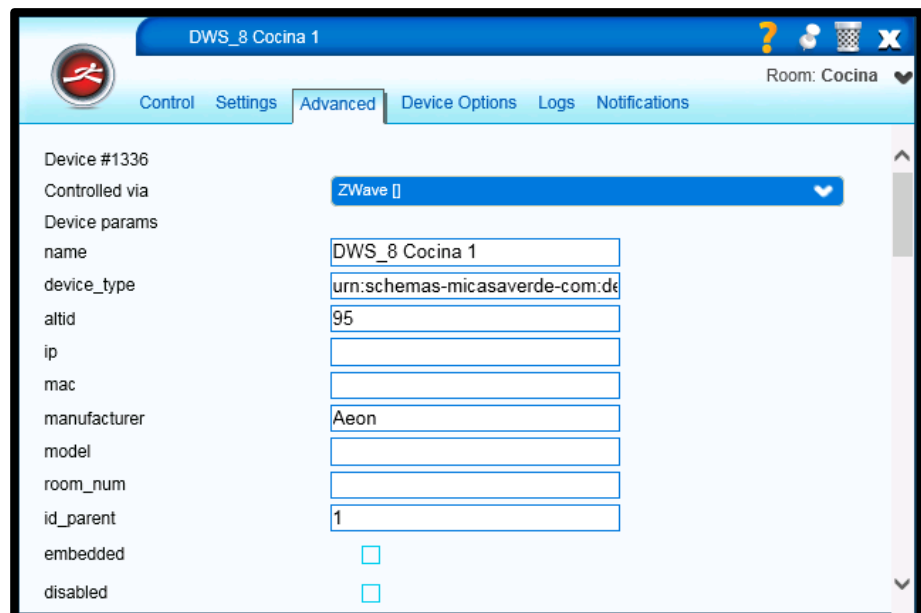 DWS_8 Cocina 1
Room: Cocina
Control Settings Advanced Device Options Logs Notifications
Device #1336
Controlled via ZWave []
Device params
name DWS_8 Cocina 1
device_type urn:schemas-micasaverde-com:de
altid 95
ip
mac
manufacturer Aeon
model
room_num
id_parent 1
embedded
disabled